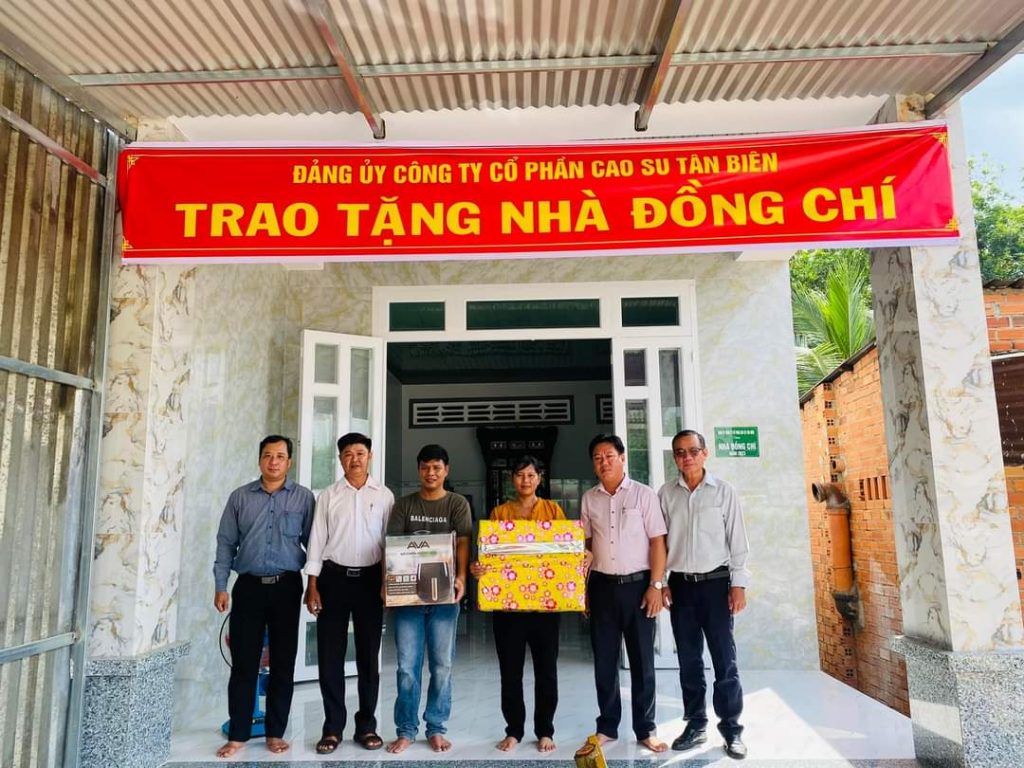 ĐẢNG ỦY CÔNG TY CỔ PHẦN CAO SU TÂN BIÊN
TRAO TẶNG NHÀ ĐỒNG CHÍ
NHÀ ĐỒNG CHÍ
BALENCIAGA
AVA